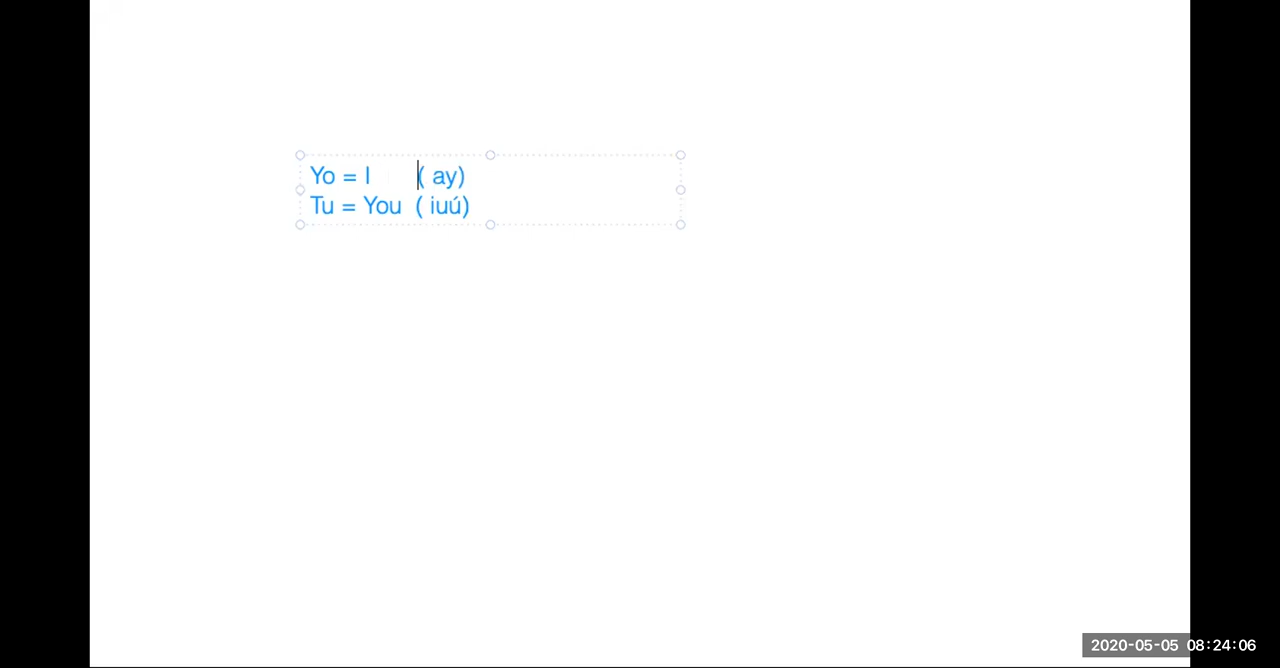 Yo = I ( ay)
Tu = You ( iuú)
2020-05-05 08:24:06